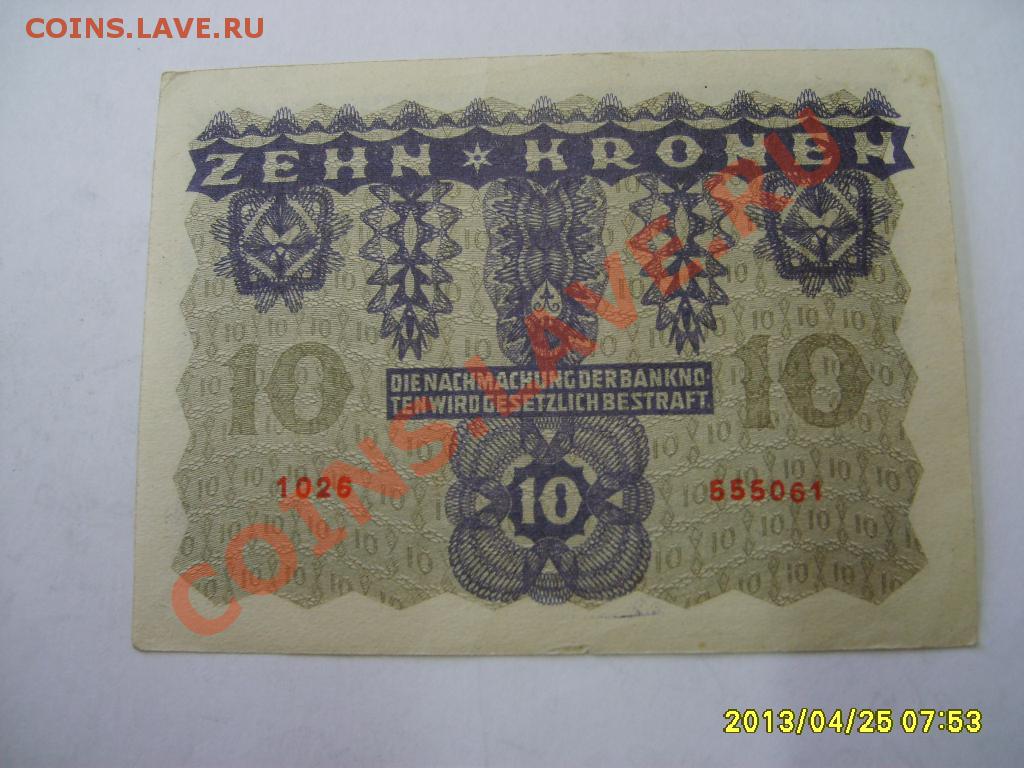 COINS.LAVE.RU
ZEHN ✡ KRONEN
10 10
DIE NACHMACHUNG DER BANKNO-
TEN WIRD GESETZLICH BESTRAFT.
1026 10 555061
COINS.LAVE.RU
2013/04/25 07:53